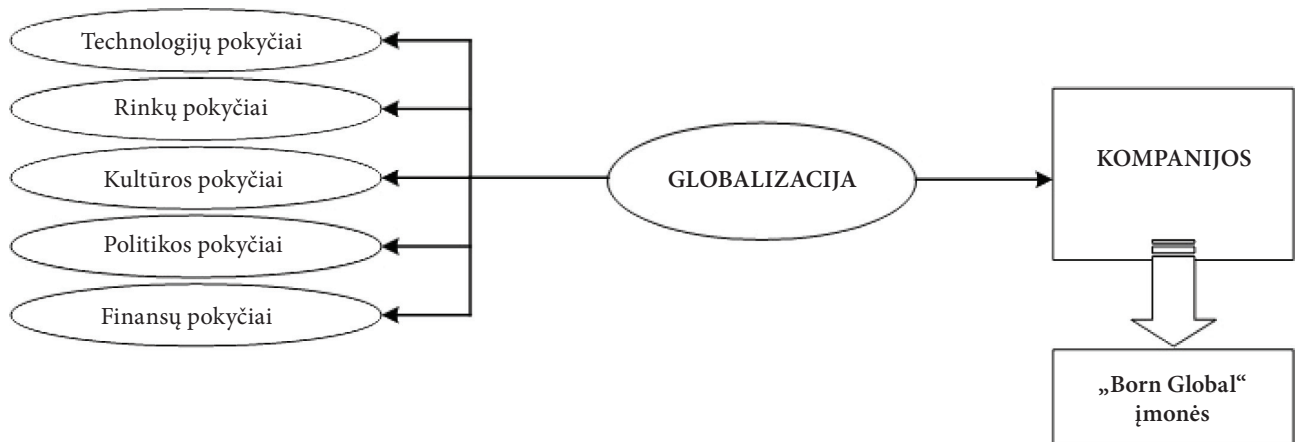 Technologijų pokyčiai
Rinkų pokyčiai
Kultūros pokyčiai
Politikos pokyčiai
Finansų pokyčiai
GLOBALIZACIJA
KOMPANIJOS
„Born Global“
įmonės